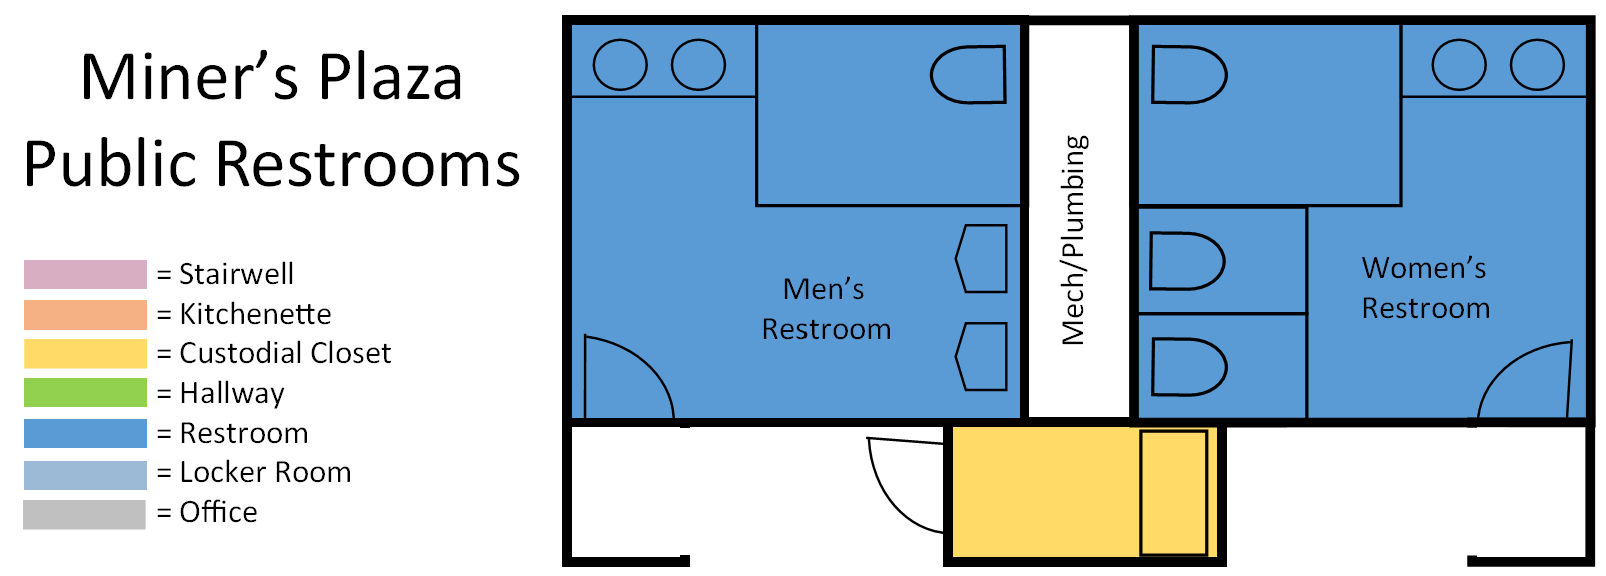 Miner’s Plaza
Public Restrooms
= Stairwell
= Kitchenette
= Custodial Closet
= Hallway
= Restroom
= Locker Room
= Office
Men’s
Restroom
Mech/Plumbing
Women’s
Restroom